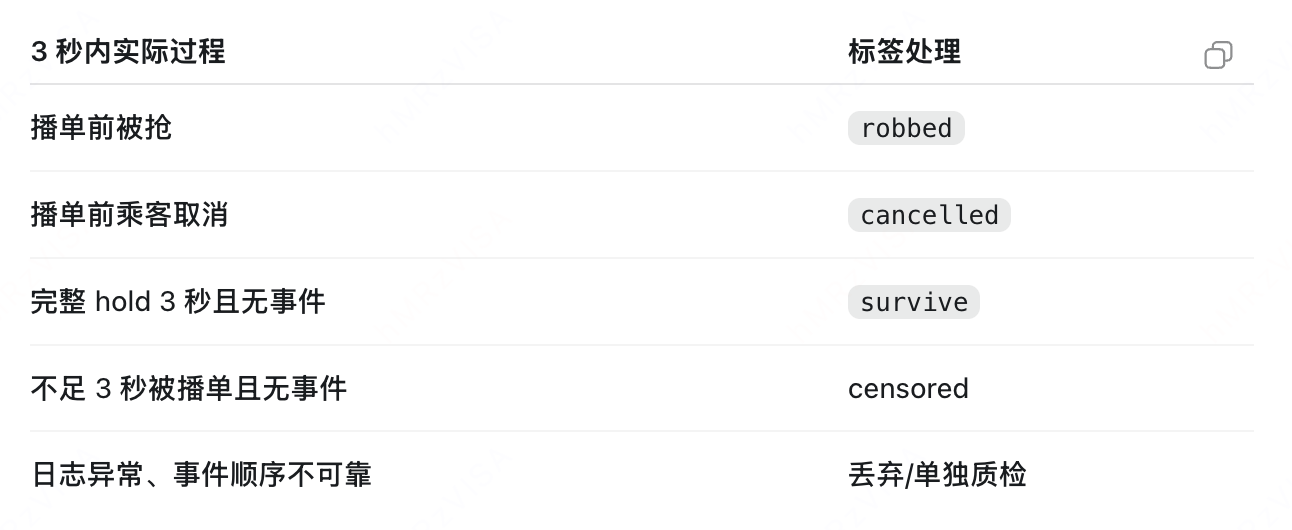 3 秒内实际过程 标签处理
播单前被抢 robbed
播单前乘客取消 cancelled
完整 hold 3 秒且无事件 survive
不足 3 秒被播单且无事件 censored
日志异常、事件顺序不可靠 丢弃/单独质检